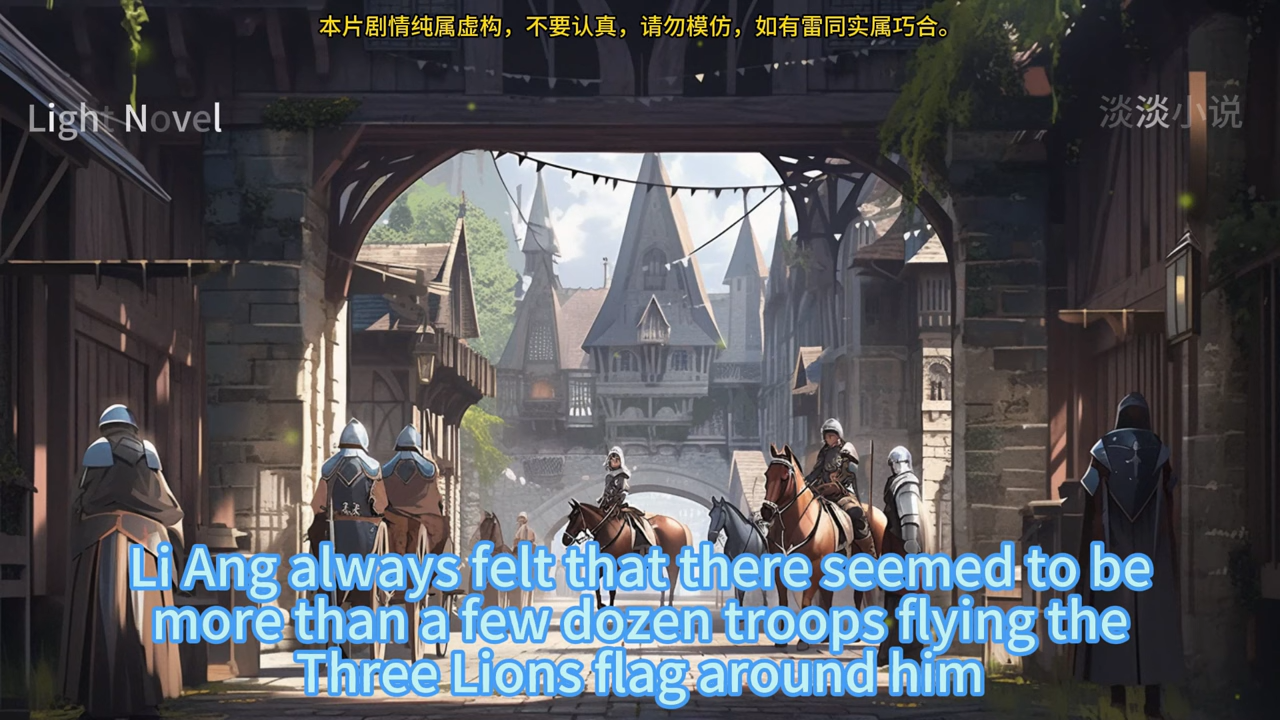 本片剧情纯属虚构，不要认真，请勿模仿，如有雷同实属巧合。
Light Novel
淡淡小说
Li Ang always felt that there seemed to be
more than a few dozen troops flying the
Three Lions flag around him